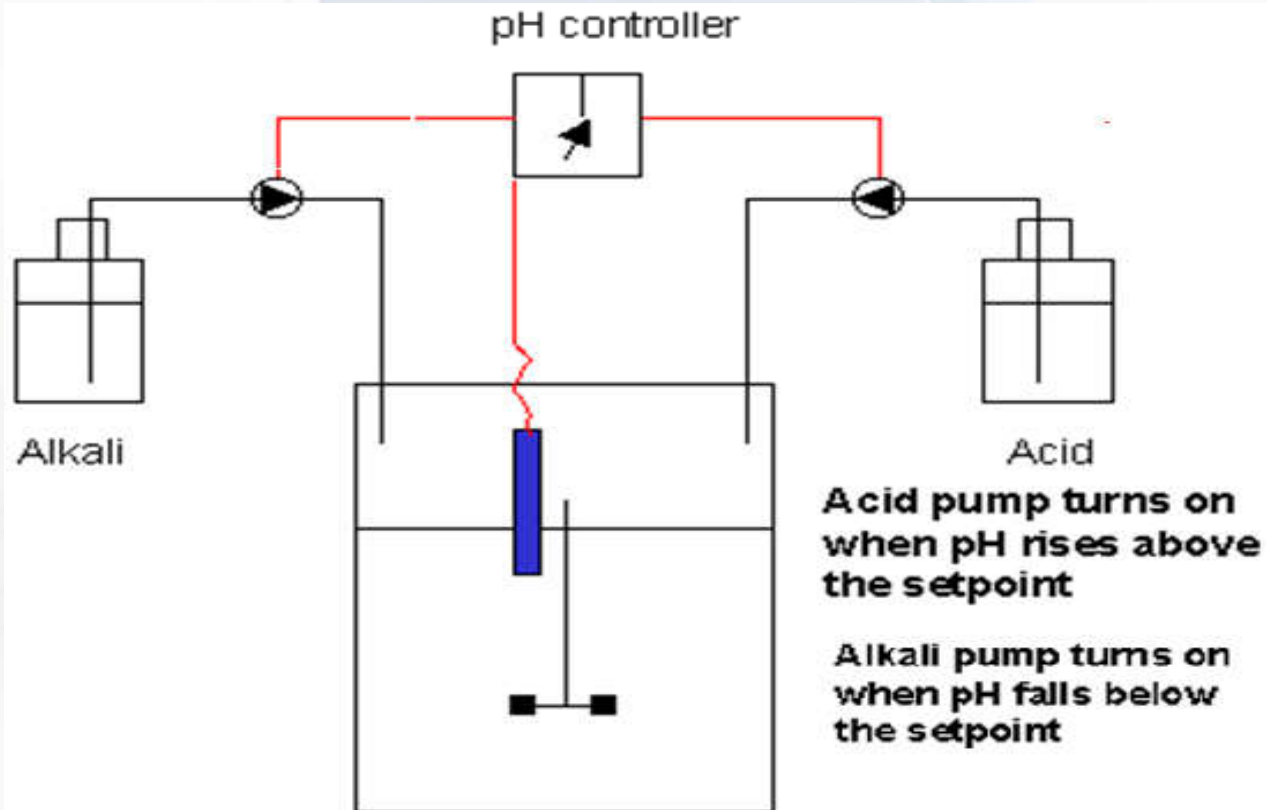 pH controller
Alkali
Acid
Acid pump turns on
when pH rises above
the setpoint
Alkali pump turns on
when pH falls below
the setpoint